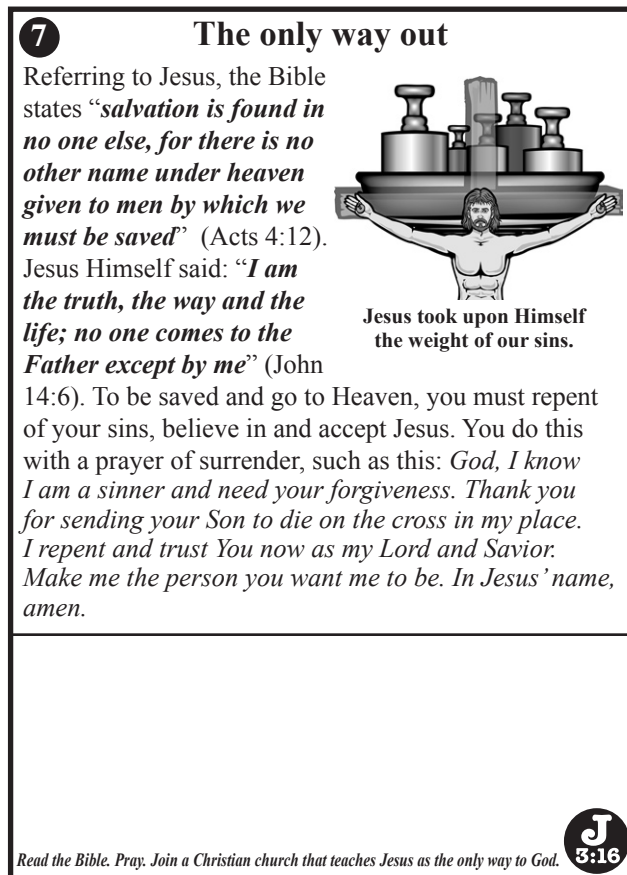 7
The only way out
Referring to Jesus, the Bible
states “salvation is found in
no one else, for there is no
other name under heaven
given to men by which we
must be saved” (Acts 4:12).
Jesus Himself said: “I am
the truth, the way and the
life; no one comes to the
Father except by me” (John
Jesus took upon Himself
the weight of our sins.
14:6). To be saved and go to Heaven, you must repent
of your sins, believe in and accept Jesus. You do this
with a prayer of surrender, such as this: God, I know
I am a sinner and need your forgiveness. Thank you
for sending your Son to die on the cross in my place.
I repent and trust You now as my Lord and Savior.
Make me the person you want me to be. In Jesus’ name,
amen.
Read the Bible. Pray. Join a Christian church that teaches Jesus as the only way to God.
J
3:16